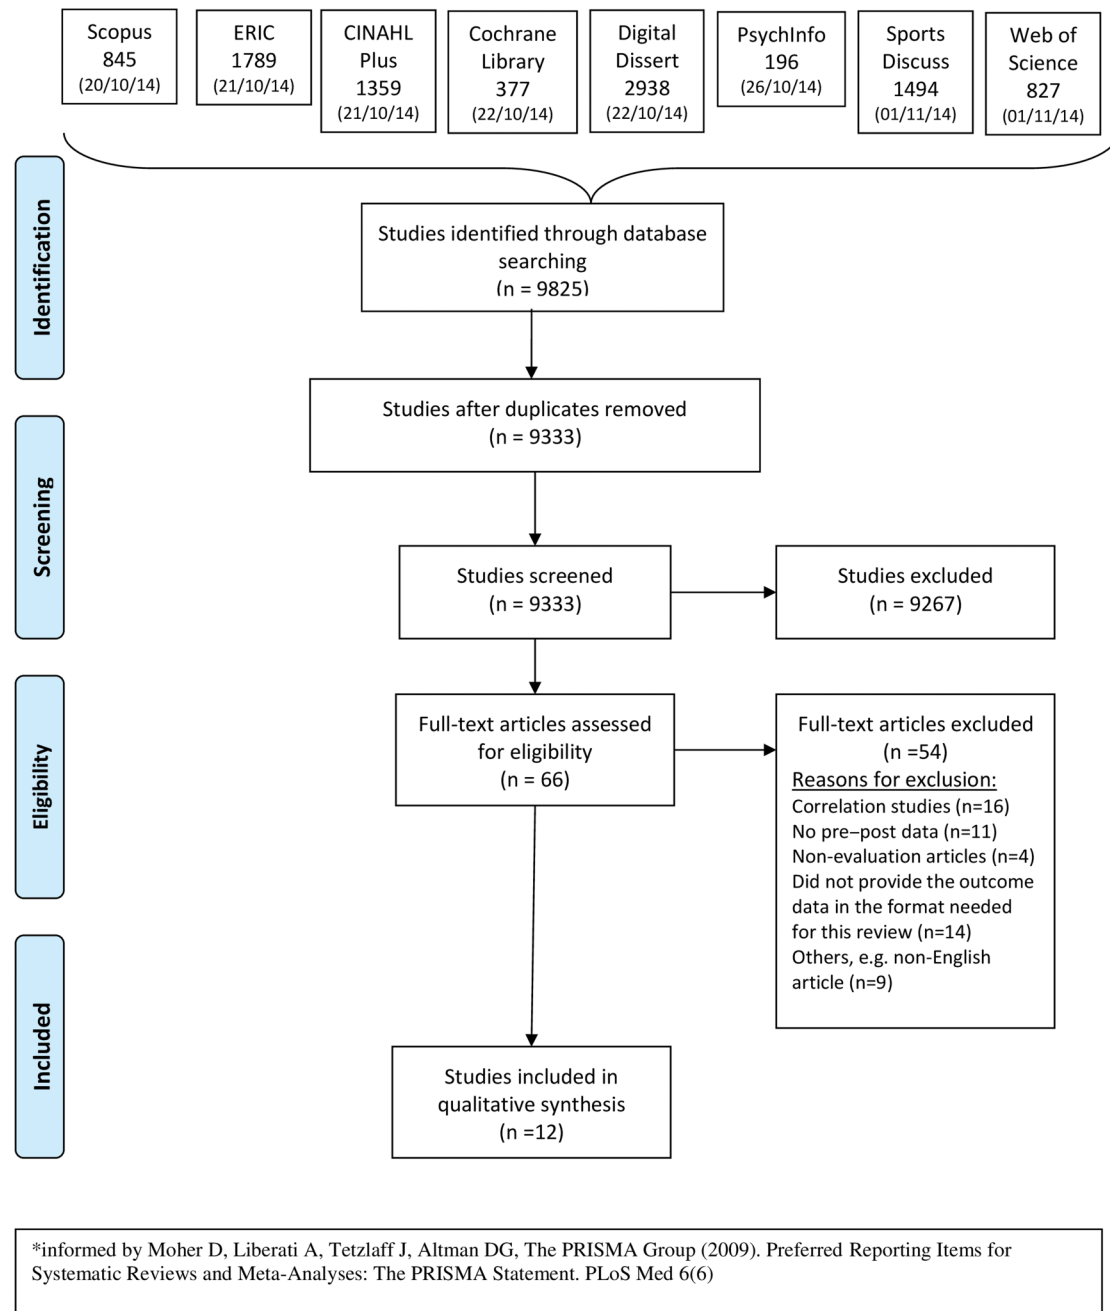 Scopus
845
(20/10/14)
ERIC
1789
(21/10/14)
CINAHL
Plus
1359
(21/10/14)
Cochrane
Library
377
(22/10/14)
Digital
Dissert
2938
(22/10/14)
PsychInfo
196
(26/10/14)
Sports
Discuss
1494
(01/11/14)
Web of
Science
827
(01/11/14)
Identification
Studies identified through database
searching
(n = 9825)
Studies after duplicates removed
(n = 9333)
Screening
Studies screened
(n = 9333)
Studies excluded
(n = 9267)
Eligibility
Full-text articles assessed
for eligibility
(n = 66)
Full-text articles excluded
(n =54)
Reasons for exclusion:
Correlation studies (n=16)
No pre–post data (n=11)
Non-evaluation articles (n=4)
Did not provide the outcome
data in the format needed
for this review (n=14)
Others, e.g. non-English
article (n=9)
Included
Studies included in
qualitative synthesis
(n =12)
*informed by Moher D, Liberati A, Tetzlaff J, Altman DG, The PRISMA Group (2009). Preferred Reporting Items for
Systematic Reviews and Meta-Analyses: The PRISMA Statement. PLoS Med 6(6)